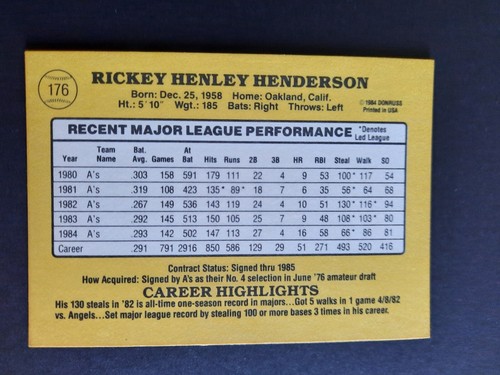 176
RICKEY HENLEY HENDERSON
Born: Dec. 25, 1958 Home: Oakland, Calif.
Ht.: 5' 10" Wgt.: 185 Bats: Right Throws: Left
© 1984 DONRUSS
Printed in USA
RECENT MAJOR LEAGUE PERFORMANCE *Denotes Led League
Year Team Name Bat. Avg. Games At Bat Hits Runs 2B 3B HR RBI Steal Walk SO
1980 A's .303 158 591 179 111 22 4 9 53 100* 117 54
1981 A's .319 108 423 135* 89* 18 7 6 35 56* 64 68
1982 A's .267 149 536 143 119 24 4 10 51 130* 116* 94
1983 A's .292 145 513 150 105 25 7 9 48 108* 103* 80
1984 A's .293 142 502 147 113 27 4 16 58 66* 86 81
Career .291 791 2916 850 586 129 29 51 271 493 520 416
Contract Status: Signed thru 1985
How Acquired: Signed by A's as their No. 4 selection in June '76 amateur draft
CAREER HIGHLIGHTS
His 130 steals in '82 is all-time one-season record in majors...Got 5 walks in 1 game 4/8/82
vs. Angels...Set major league record by stealing 100 or more bases 3 times in his career.